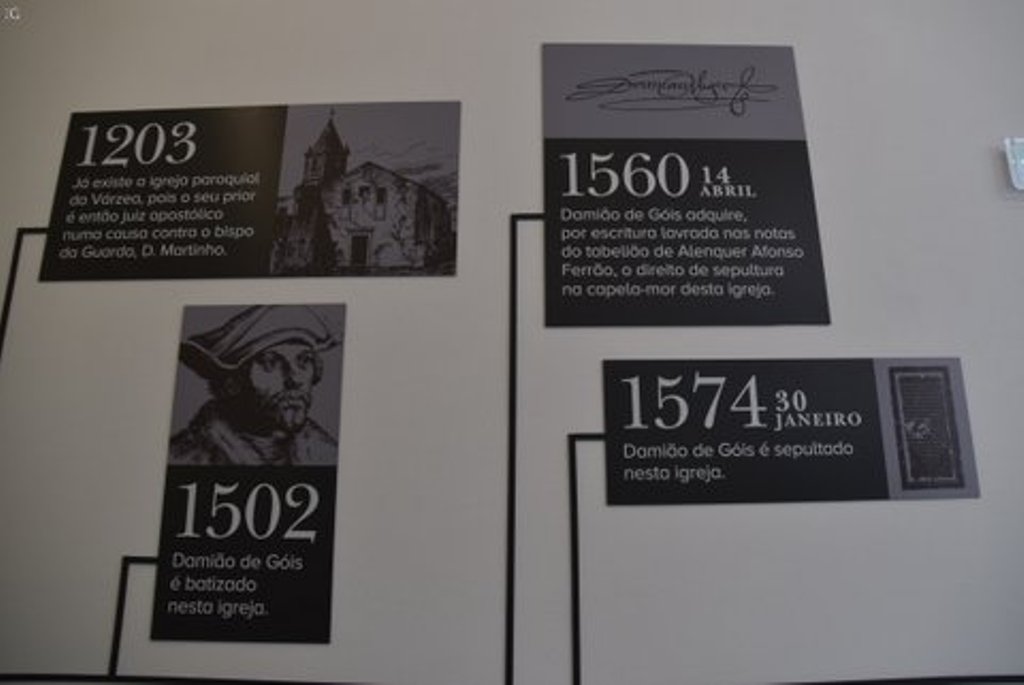 1203
Já existe a igreja paroquial
da Várzea, pois o seu prior
é então juiz apostólico
numa causa contra o bispo
da Guarda, D. Martinho.
1502
Damião de Góis
é batizado
nesta igreja.
1560 14
ABRIL
Damião de Góis adquire,
por escritura lavrada nas notas
do tabelião de Alenquer Afonso
Ferrão, o direito de sepultura
na capela-mor desta igreja.
1574 30
JANEIRO
Damião de Góis é sepultado
nesta igreja.